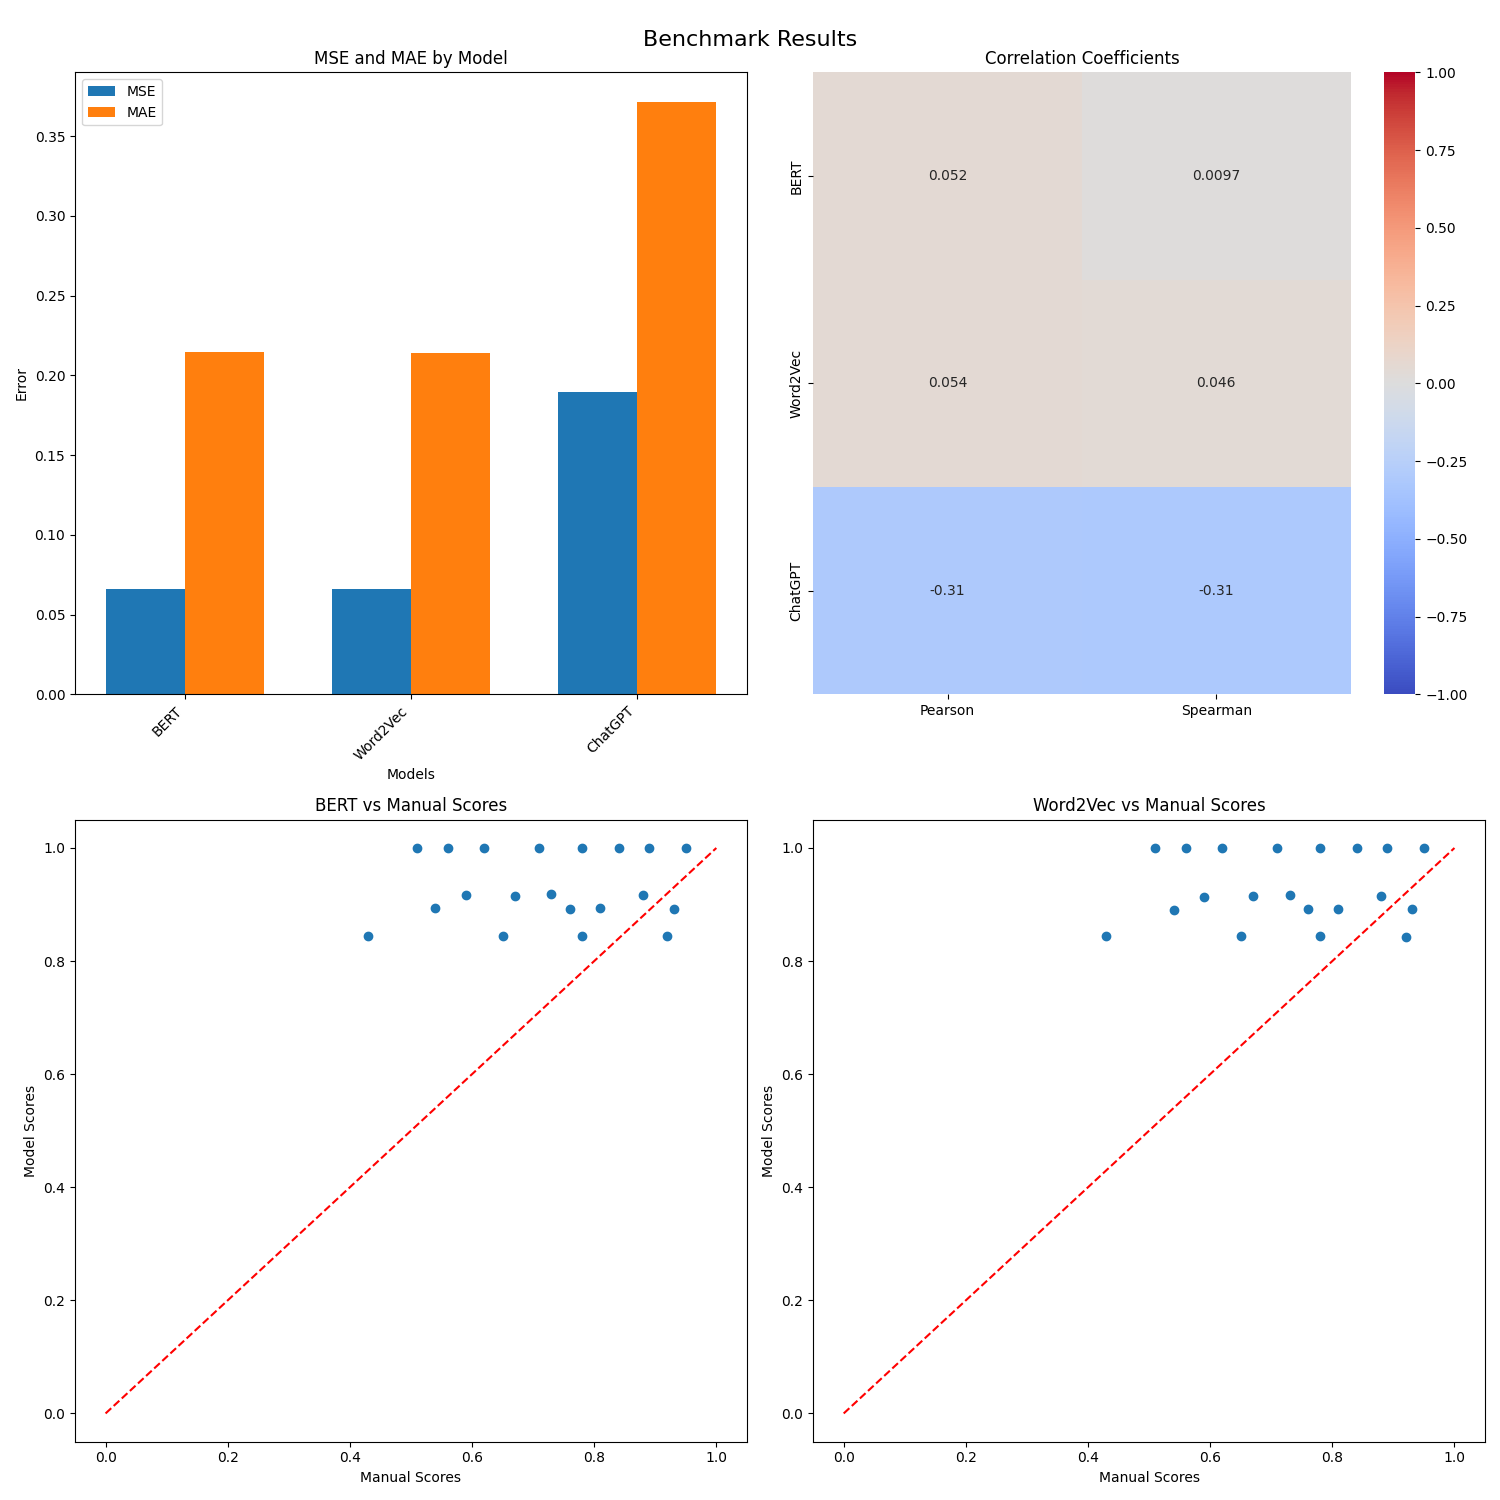 Benchmark Results
MSE and MAE by Model
MSE
MAE
0.35
0.30
0.25
0.20
0.15
0.10
0.05
0.00
Error
BERT
Word2Vec
ChatGPT
Models
Correlation Coefficients
BERT
Word2Vec
ChatGPT
0.052
0.0097
0.054
0.046
-0.31
-0.31
Pearson
Spearman
1.00
0.75
0.50
0.25
0.00
−0.25
−0.50
−0.75
−1.00
BERT vs Manual Scores
1.0
0.8
0.6
0.4
0.2
0.0
Model Scores
0.0 0.2 0.4 0.6 0.8 1.0
Manual Scores
Word2Vec vs Manual Scores
1.0
0.8
0.6
0.4
0.2
0.0
Model Scores
0.0 0.2 0.4 0.6 0.8 1.0
Manual Scores